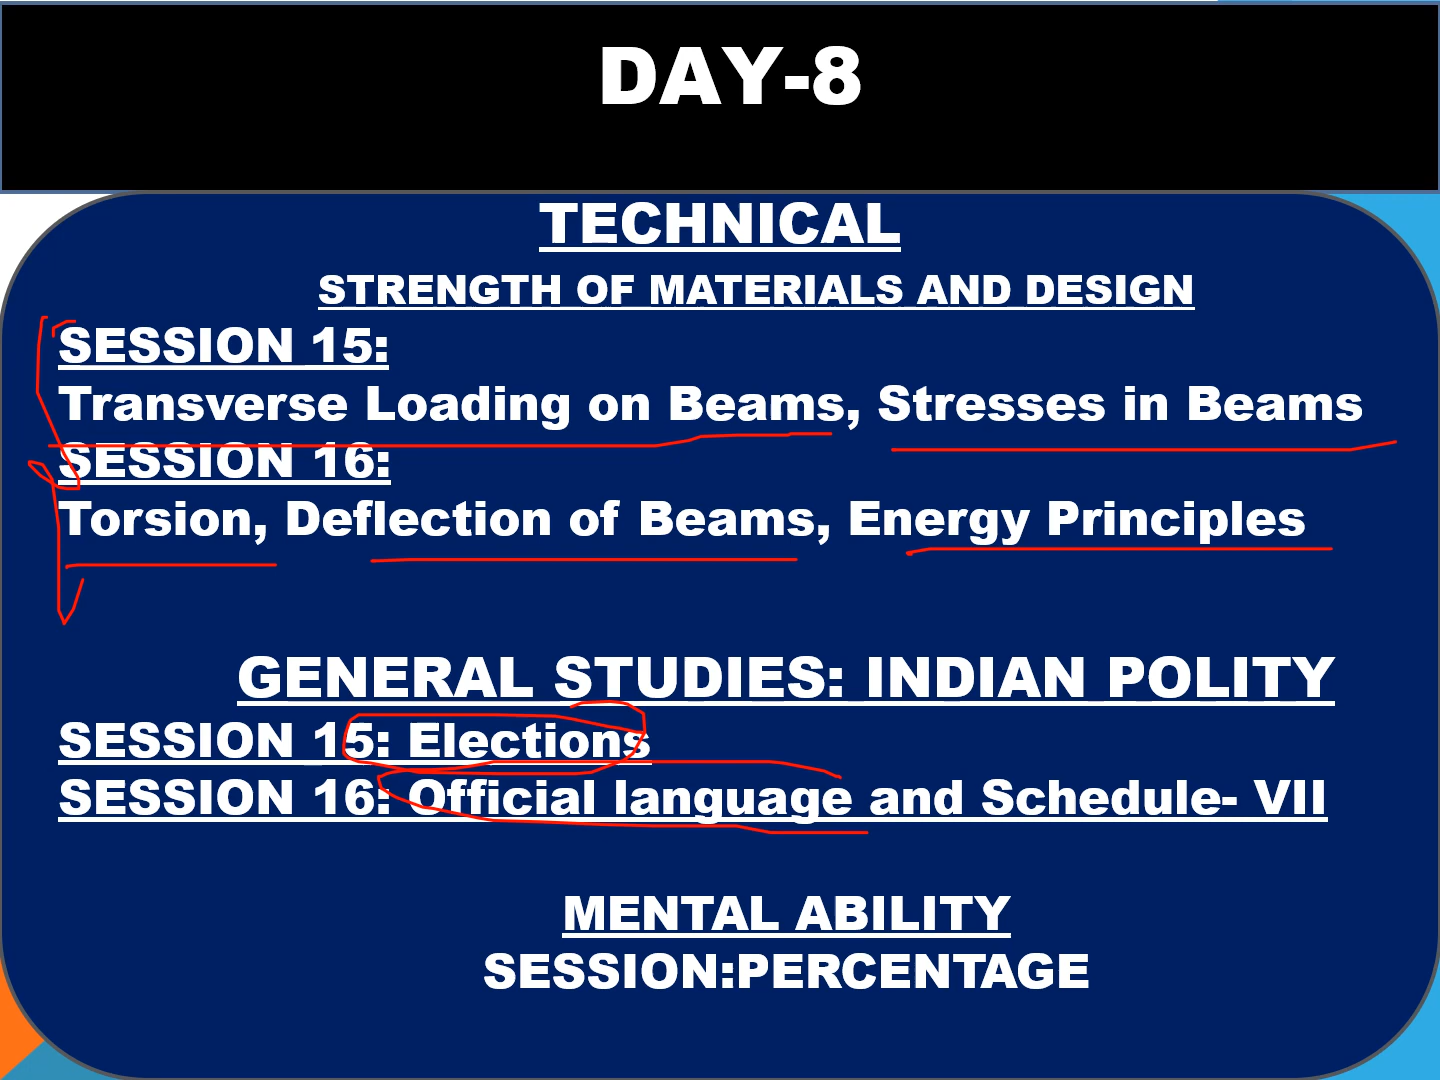 DAY-8
TECHNICAL
STRENGTH OF MATERIALS AND DESIGN
SESSION 15:
Transverse Loading on Beams, Stresses in Beams
SESSION 16:
Torsion, Deflection of Beams, Energy Principles
GENERAL STUDIES: INDIAN POLITY
SESSION 15: Elections
SESSION 16: Official language and Schedule- VII
MENTAL ABILITY
SESSION:PERCENTAGE